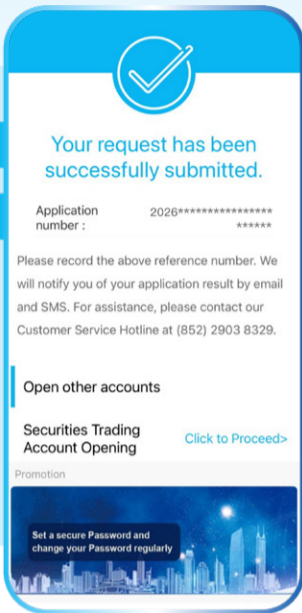 Your request has been
successfully submitted.
Application 2026****************
number : ******
Please record the above reference number. We
will notify you of your application result by email
and SMS. For assistance, please contact our
Customer Service Hotline at (852) 2903 8329.
Open other accounts
Securities Trading
Account Opening
Click to Proceed>
Promotion
Set a secure Password and
change your Password regularly